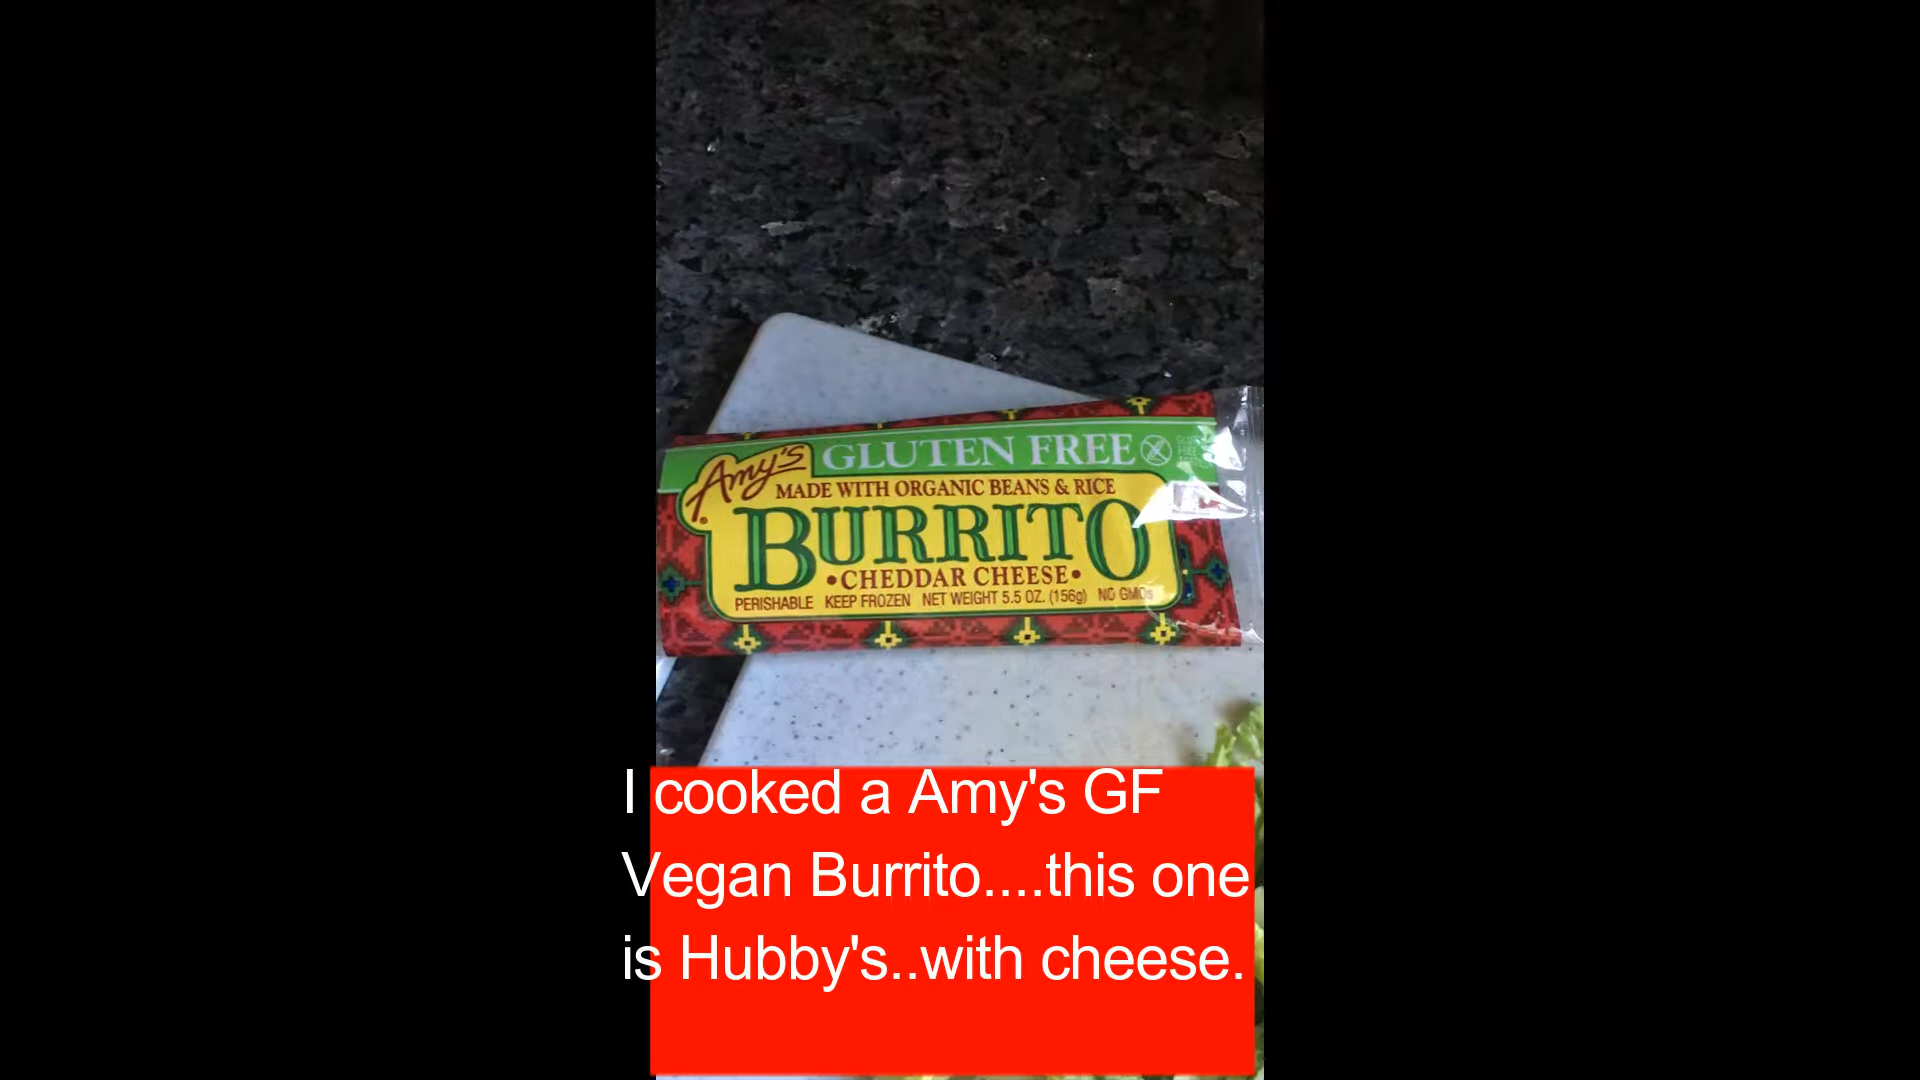 Amy's
GLUTEN FREE
MADE WITH ORGANIC BEANS & RICE
BURRITO
•CHEDDAR CHEESE•
PERISHABLE KEEP FROZEN NET WEIGHT 5.5 OZ. (156g) NO GMOs
I cooked a Amy's GF
Vegan Burrito....this one
is Hubby's..with cheese.